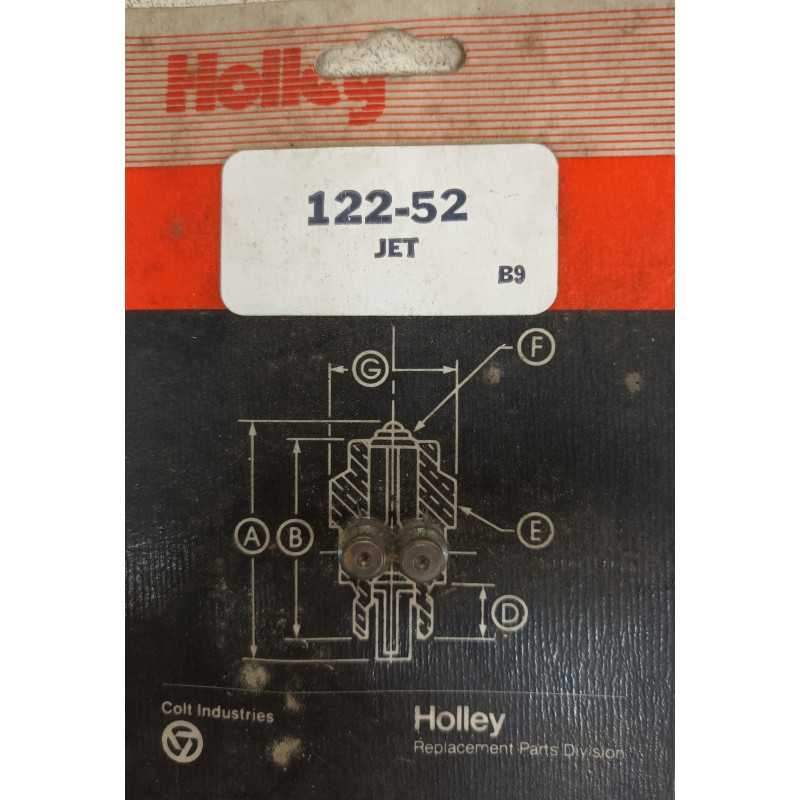 Holley
122-52
JET
B9
F
G
A
B
E
D
Colt Industries
Holley
Replacement Parts Division